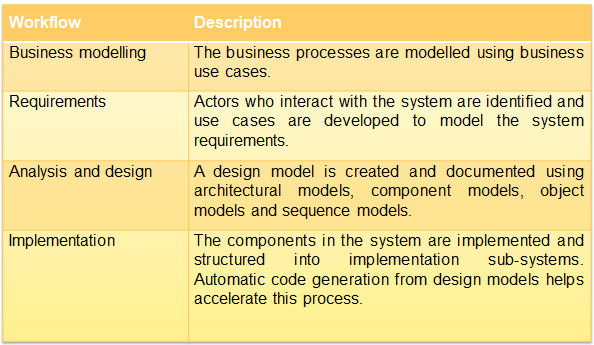 Workflow Description
Business modelling The business processes are modelled using business
use cases.
Requirements Actors who interact with the system are identified and
use cases are developed to model the system
requirements.
Analysis and design A design model is created and documented using
architectural models, component models, object
models and sequence models.
Implementation The components in the system are implemented and
structured into implementation sub-systems.
Automatic code generation from design models helps
accelerate this process.